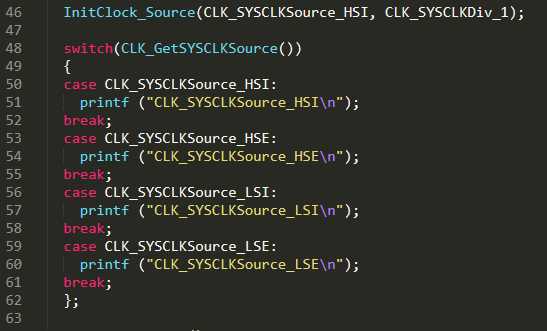 46 InitClock_Source(CLK_SYSCLKSource_HSI, CLK_SYSCLKDiv_1);
47
48 switch(CLK_GetSYSCLKSource())
49 {
50 case CLK_SYSCLKSource_HSI:
51 printf ("CLK_SYSCLKSource_HSI\n");
52 break;
53 case CLK_SYSCLKSource_HSE:
54 printf ("CLK_SYSCLKSource_HSE\n");
55 break;
56 case CLK_SYSCLKSource_LSI:
57 printf ("CLK_SYSCLKSource_LSI\n");
58 break;
59 case CLK_SYSCLKSource_LSE:
60 printf ("CLK_SYSCLKSource_LSE\n");
61 break;
62 };
63